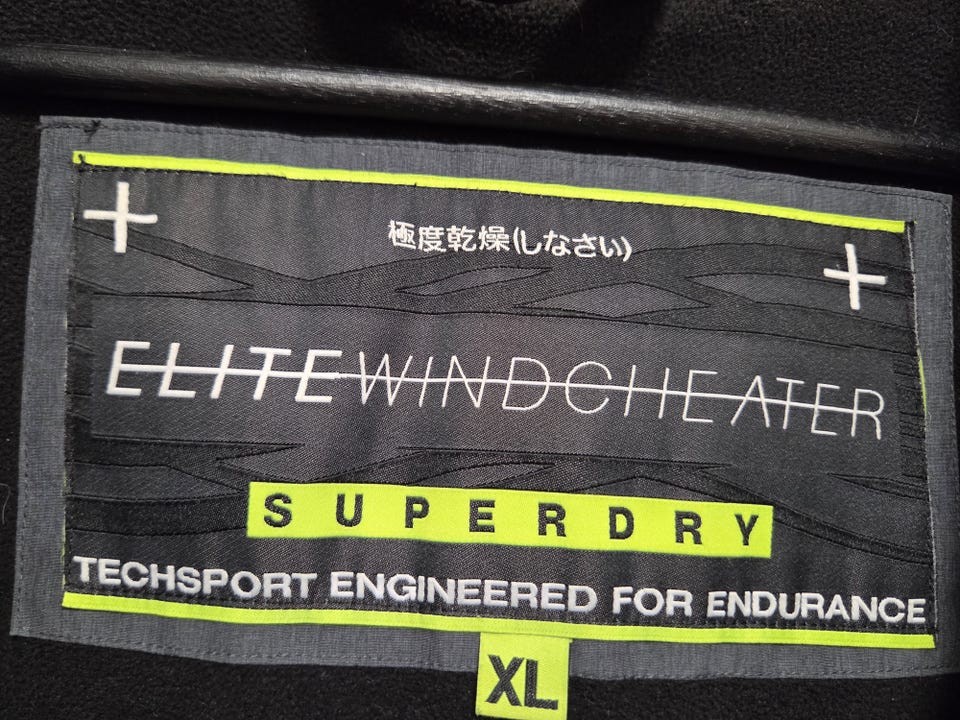 極度乾燥(しなさい)
ELITEWINDCHEATER
SUPERDRY
TECHSPORT ENGINEERED FOR ENDURANCE
XL